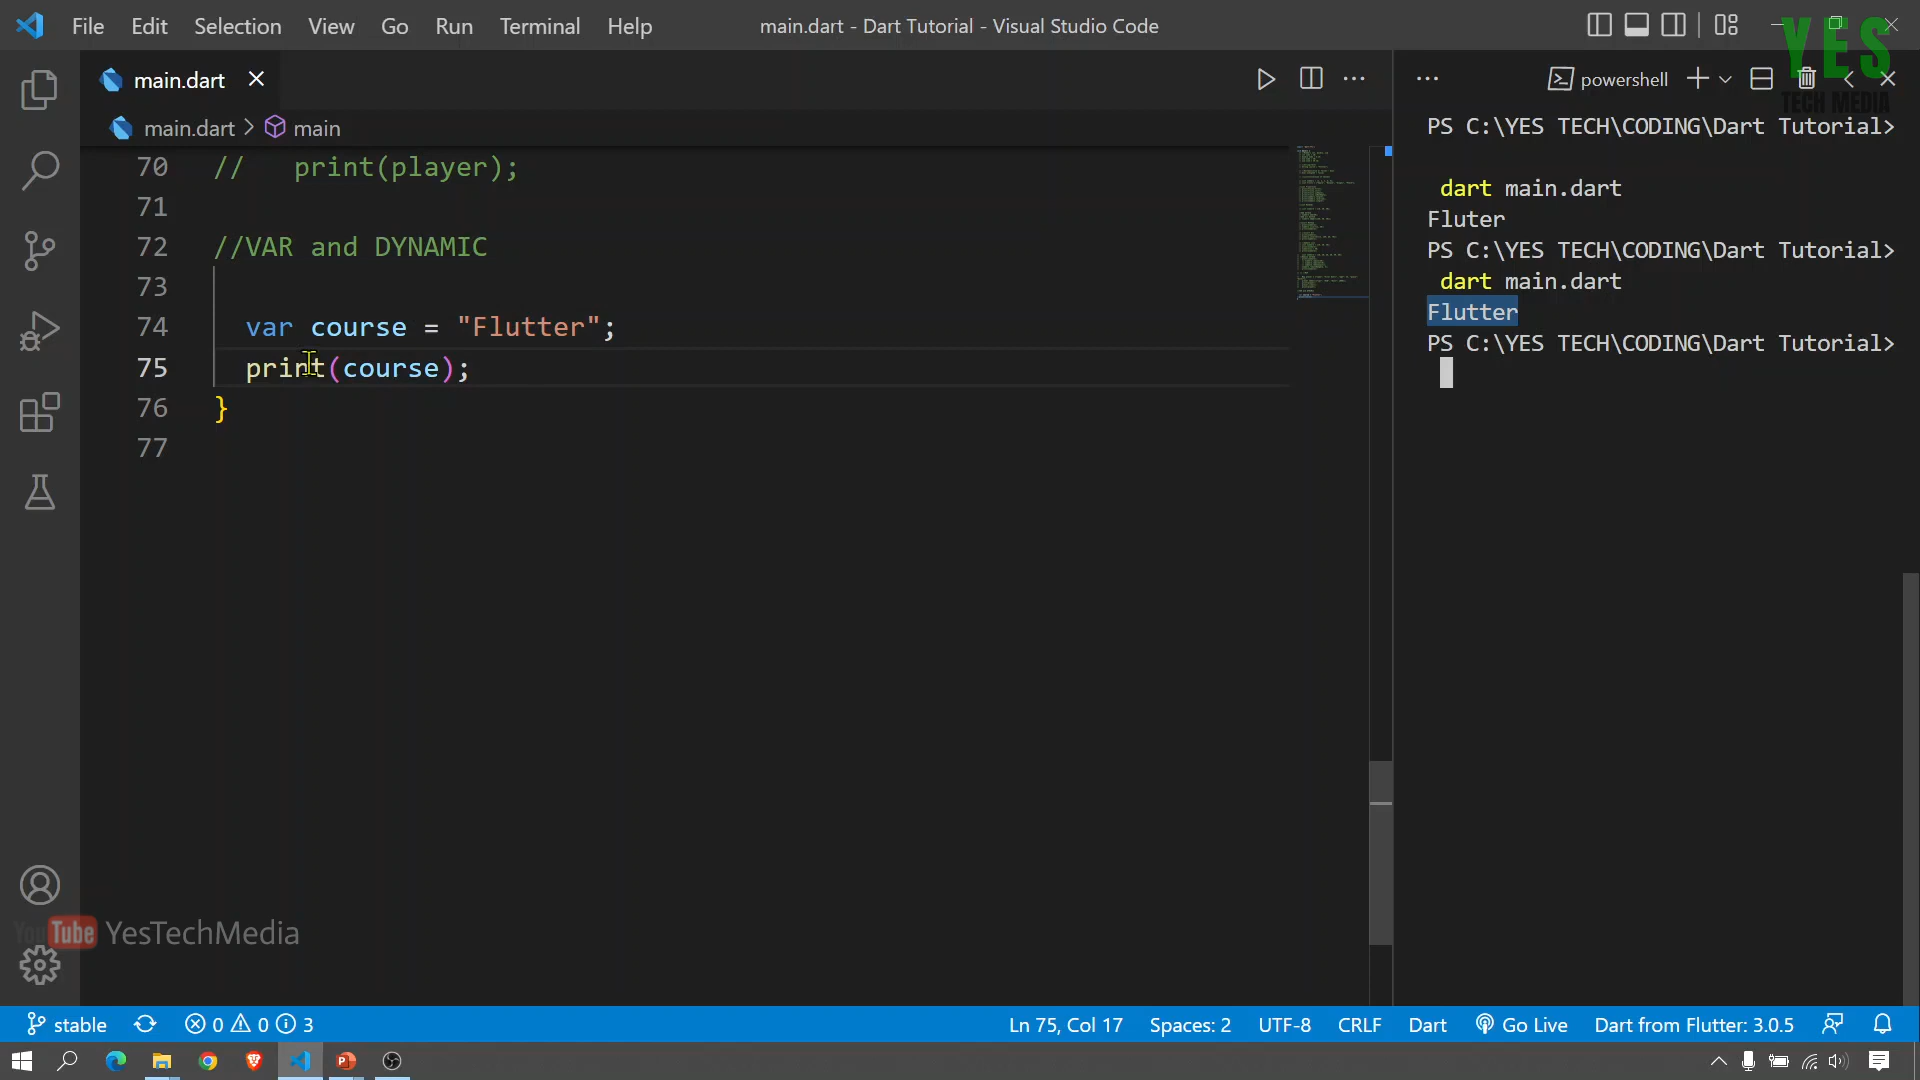 File Edit Selection View Go Run Terminal Help
main.dart - Dart Tutorial - Visual Studio Code
YES
TECH MEDIA
main.dart
powershell
main.dart > main
70 // print(player);
71
72 //VAR and DYNAMIC
73
74 var course = "Flutter";
75 print(course);
76 }
77
PS C:\YES TECH\CODING\Dart Tutorial>
dart main.dart
Fluter
PS C:\YES TECH\CODING\Dart Tutorial>
dart main.dart
Flutter
PS C:\YES TECH\CODING\Dart Tutorial>
YouTube YesTechMedia
stable 0 0 3 Ln 75, Col 17 Spaces: 2 UTF-8 CRLF Dart Go Live Dart from Flutter: 3.0.5